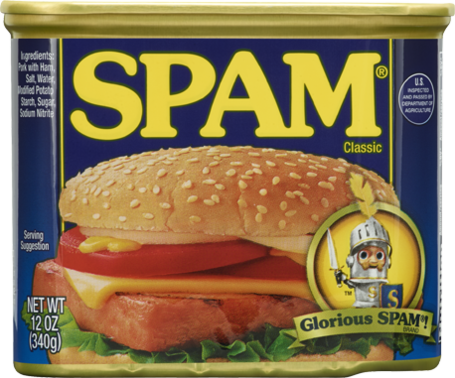 SPAM®
Classic
Ingredients:
Pork with Ham,
Salt, Water,
Modified Potato
Starch, Sugar,
Sodium Nitrite
U.S.
INSPECTED
AND PASSED BY
DEPARTMENT OF
AGRICULTURE
Serving
Suggestion
NET WT
12 OZ
(340g)
TM
S
Glorious SPAM®!
BRAND